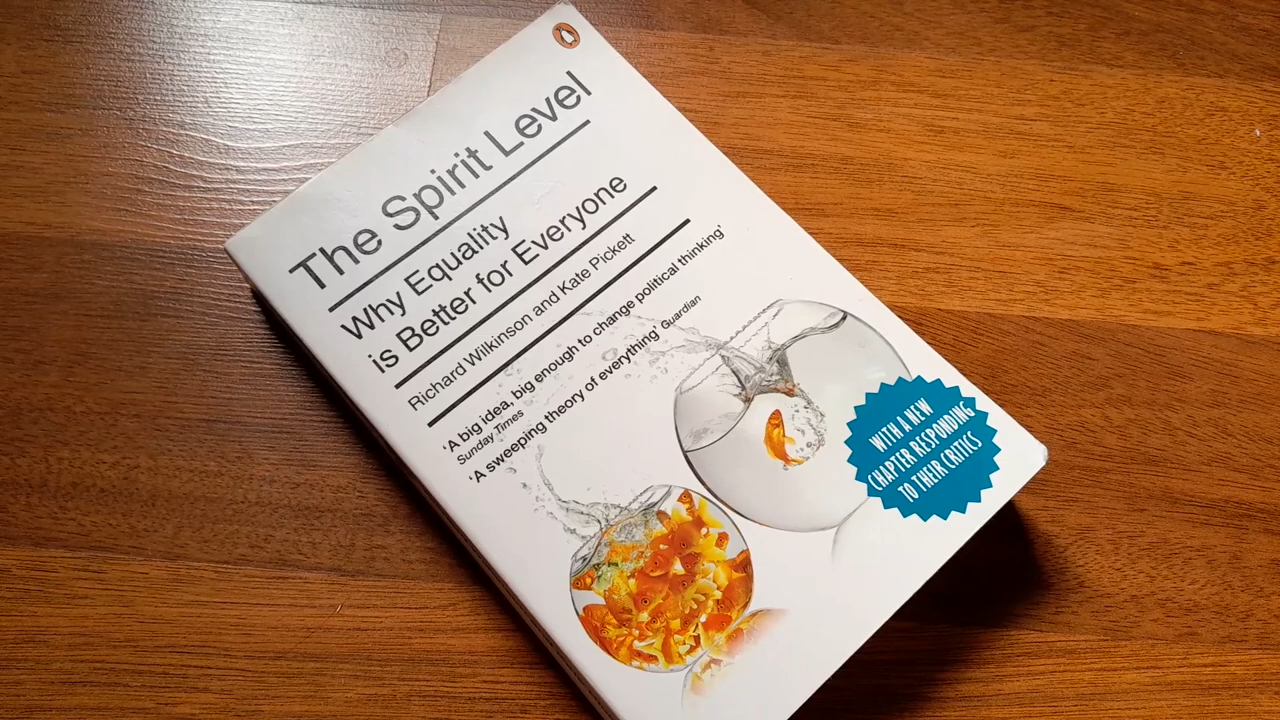 The Spirit Level
Why Equality
is Better for Everyone
Richard Wilkinson and Kate Pickett
‘A big idea, big enough to change political thinking’
Sunday Times
‘A sweeping theory of everything’ Guardian
WITH A NEW
CHAPTER RESPONDING
TO THEIR CRITICS